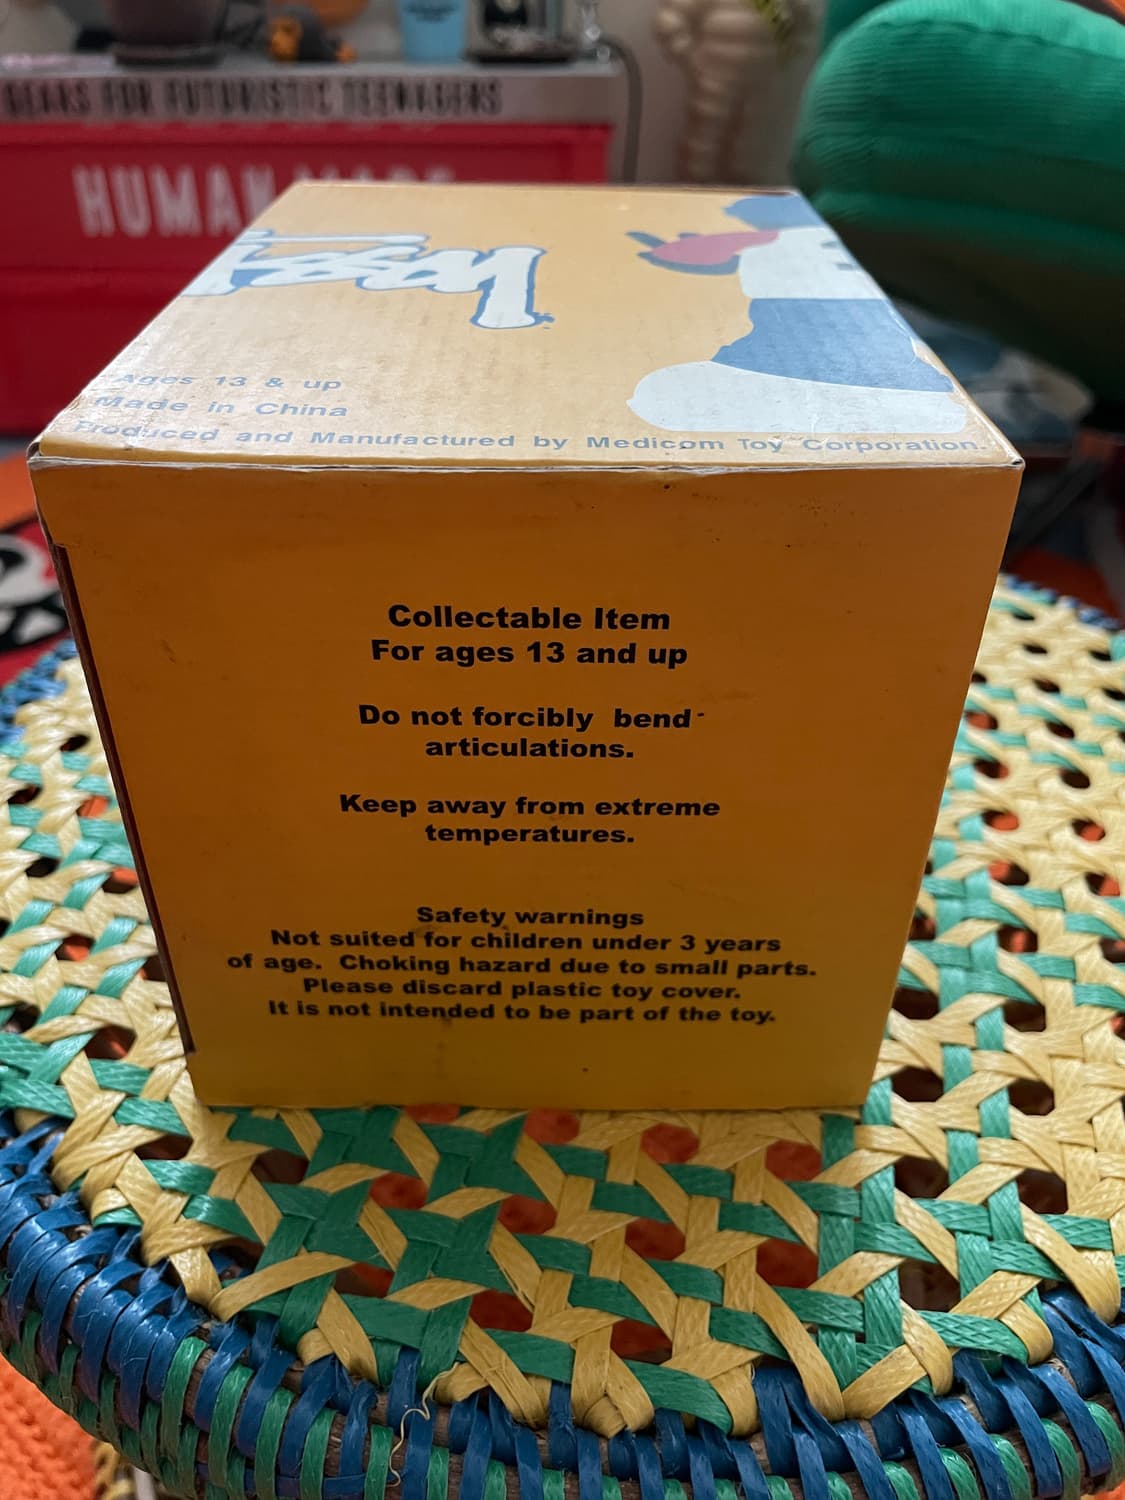 GEARS FOR FUTURISTIC TEENAGERS
HUMAN MADE
Ages 13 & up
Made in China
Produced and Manufactured by Medicom Toy Corporation.
Collectable Item
For ages 13 and up
Do not forcibly bend
articulations.
Keep away from extreme
temperatures.
Safety warnings
Not suited for children under 3 years
of age. Choking hazard due to small parts.
Please discard plastic toy cover.
It is not intended to be part of the toy.